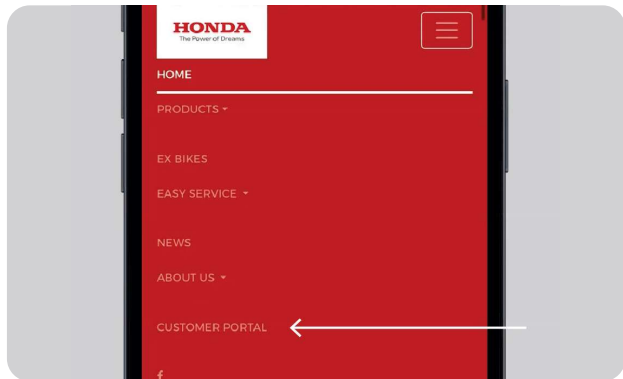 HONDA
The Power of Dreams
HOME
PRODUCTS
EX BIKES
EASY SERVICE
NEWS
ABOUT US
CUSTOMER PORTAL